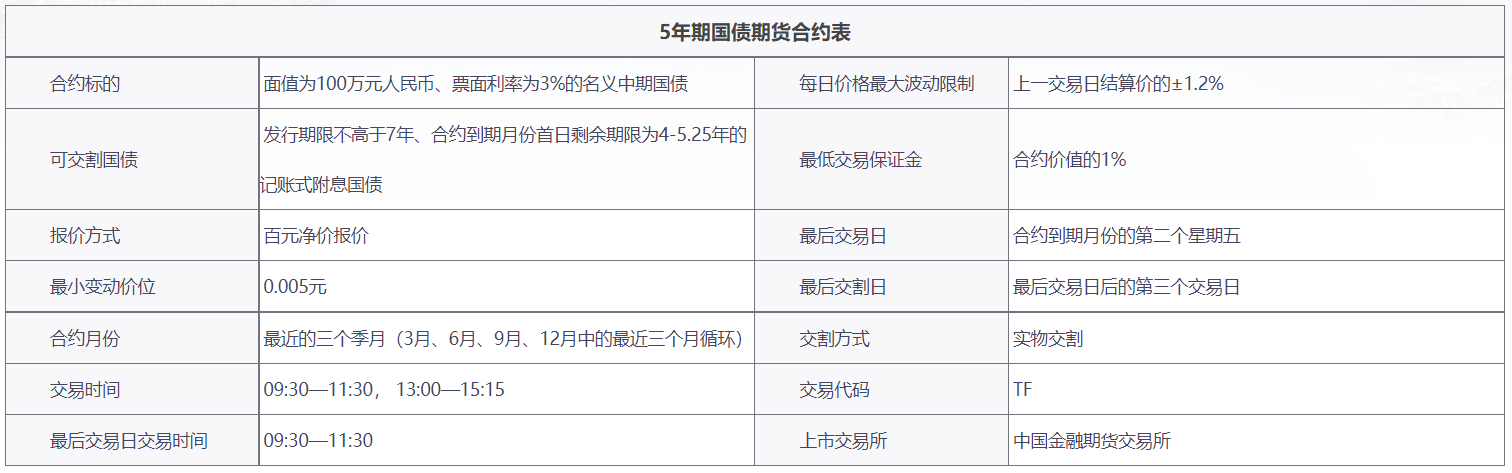 5年期国债期货合约表
合约标的 面值为100万元人民币、票面利率为3%的名义中期国债 每日价格最大波动限制 上一交易日结算价的±1.2%
可交割国债 发行期限不高于7年、合约到期月份首日剩余期限为4-5.25年的
记账式附息国债 最低交易保证金 合约价值的1%
报价方式 百元净价报价 最后交易日 合约到期月份的第二个星期五
最小变动价位 0.005元 最后交割日 最后交易日后的第三个交易日
合约月份 最近的三个季月（3月、6月、9月、12月中的最近三个月循环） 交割方式 实物交割
交易时间 09:30—11:30， 13:00—15:15 交易代码 TF
最后交易日交易时间 09:30—11:30 上市交易所 中国金融期货交易所